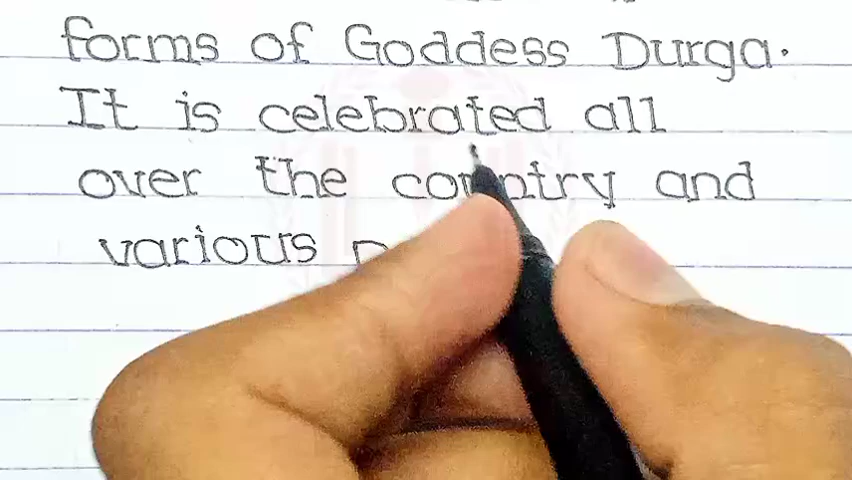 forms of Goddess Durga.
It is celebrated all
over the country and
various